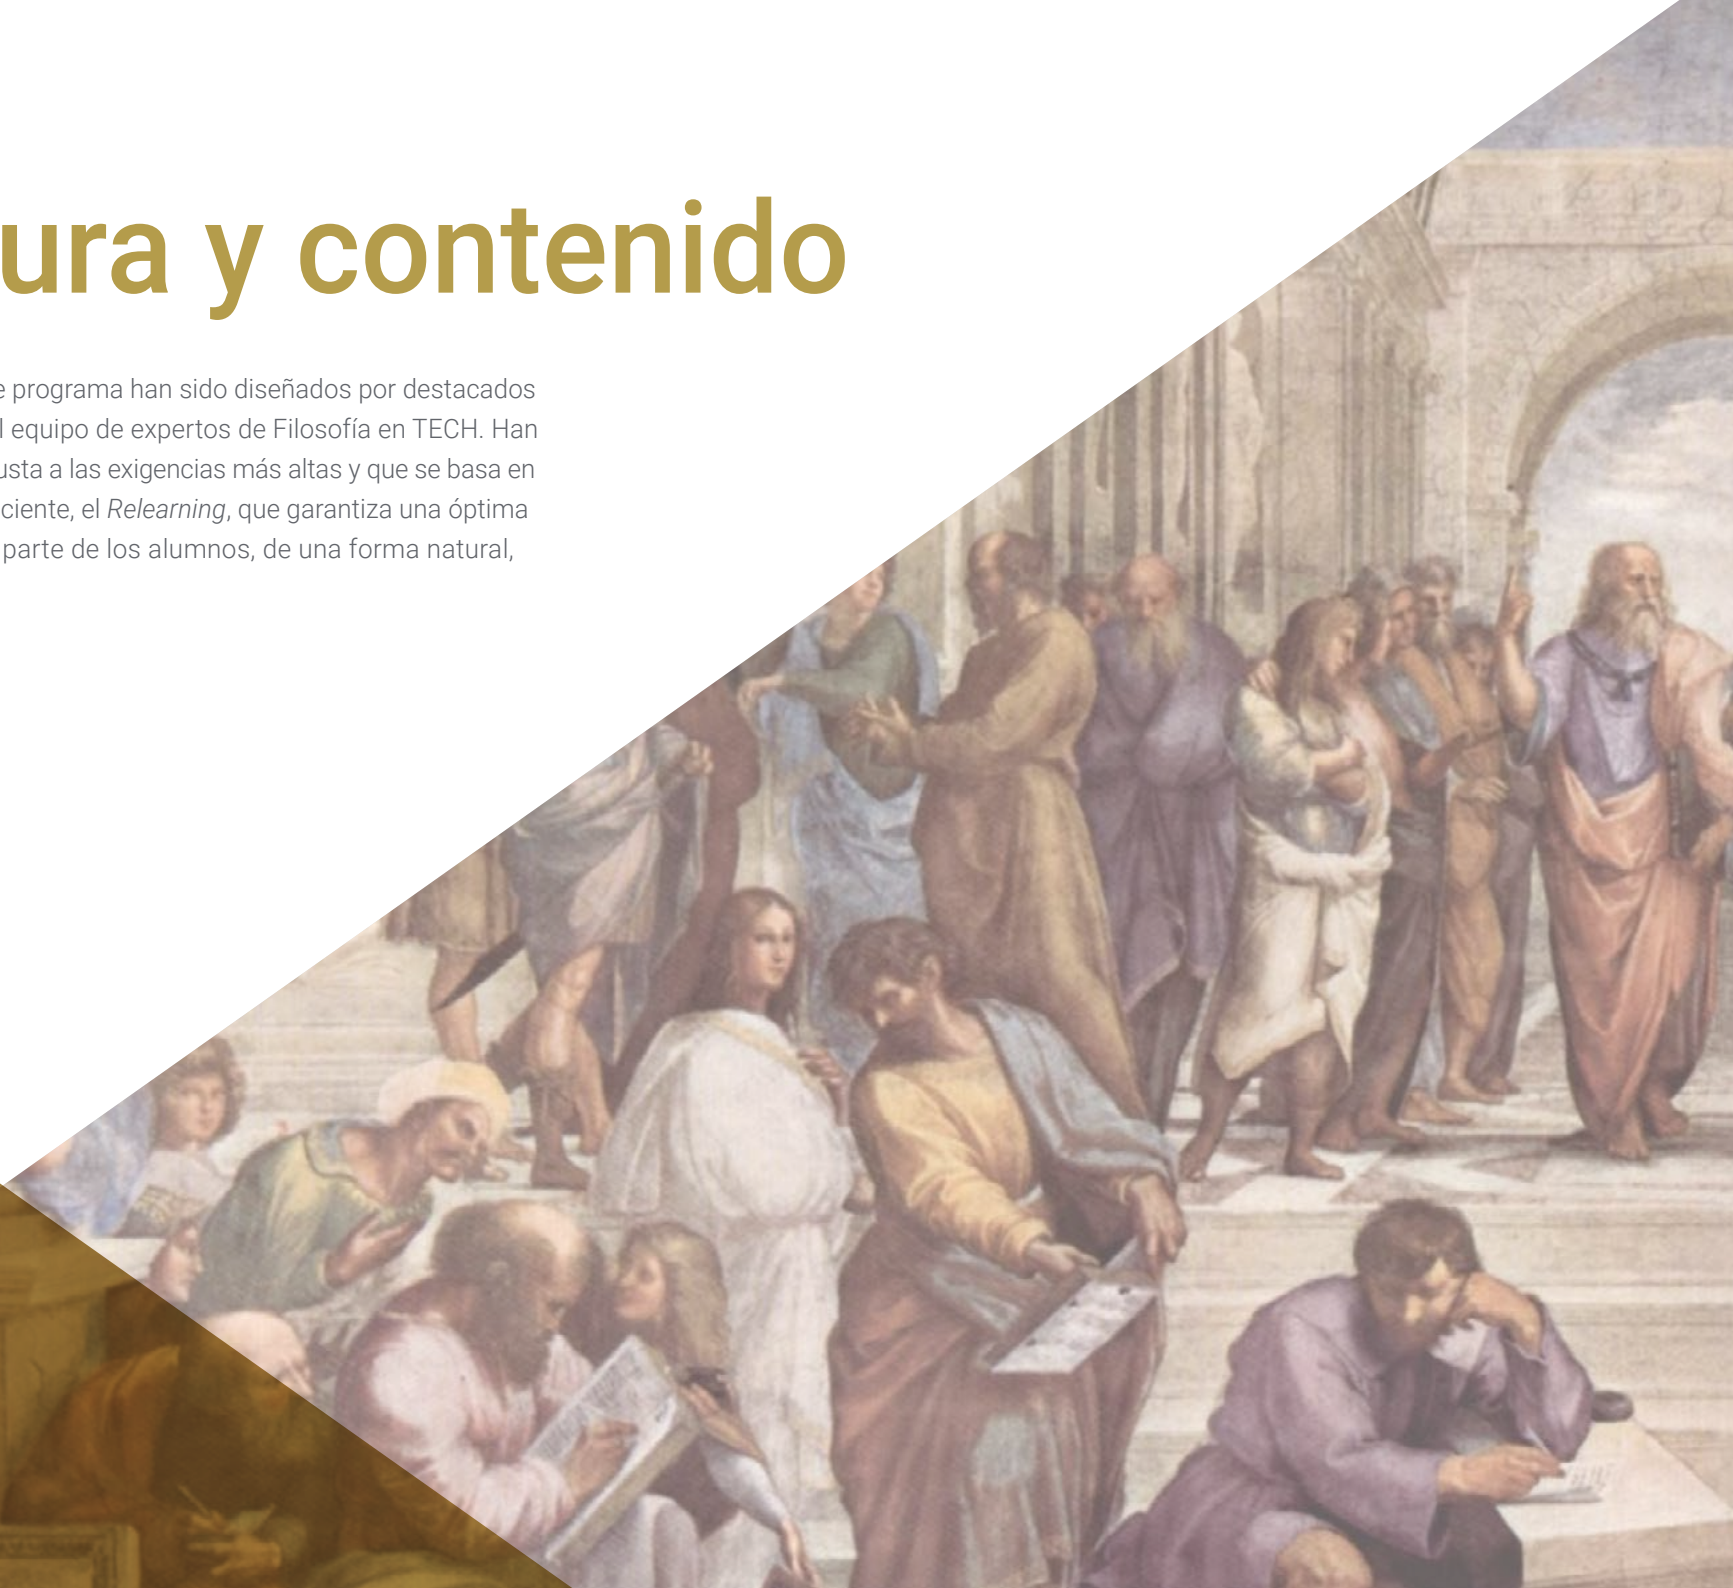 ura y contenido
e programa han sido diseñados por destacados
l equipo de expertos de Filosofía en TECH. Han
usta a las exigencias más altas y que se basa en
ciente, el Relearning, que garantiza una óptima
parte de los alumnos, de una forma natural,